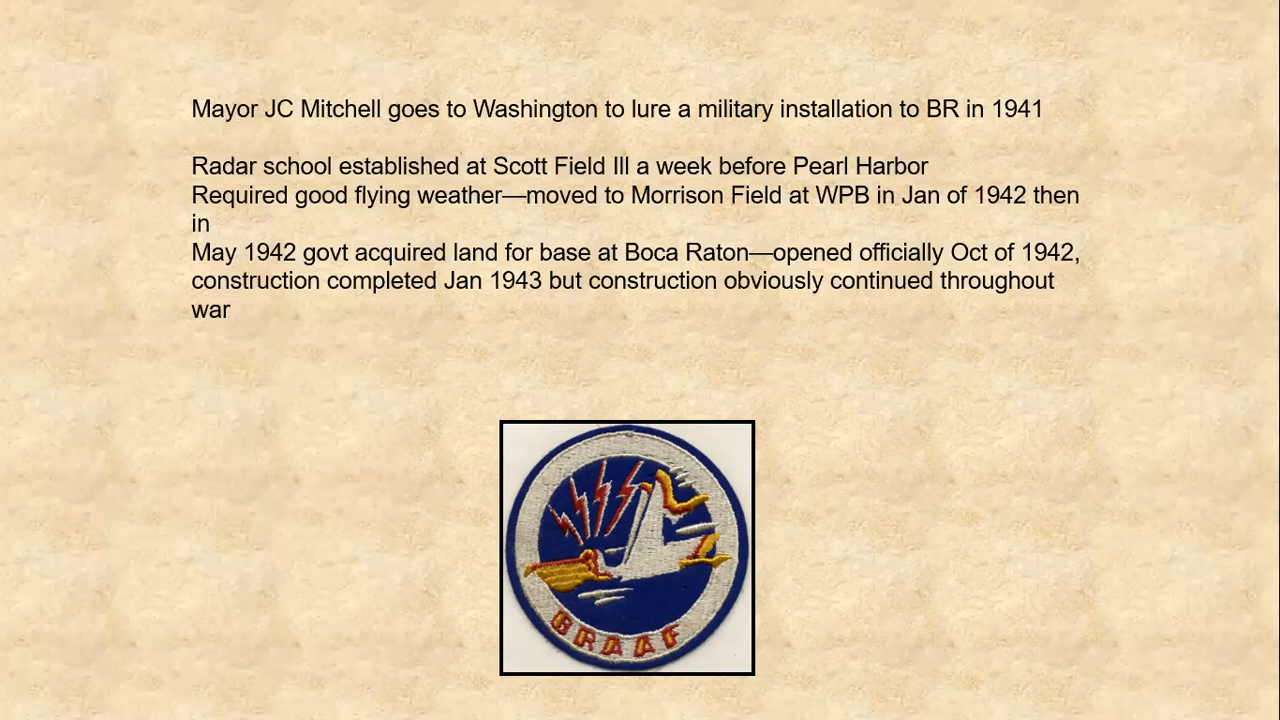 Mayor JC Mitchell goes to Washington to lure a military installation to BR in 1941
Radar school established at Scott Field Ill a week before Pearl Harbor
Required good flying weather—moved to Morrison Field at WPB in Jan of 1942 then
in
May 1942 govt acquired land for base at Boca Raton—opened officially Oct of 1942,
construction completed Jan 1943 but construction obviously continued throughout
war
BRAAF